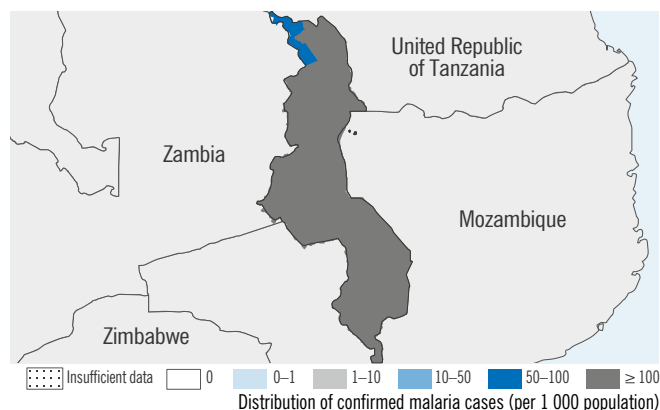 United Republic
of Tanzania
Zambia
Mozambique
Zimbabwe
Insufficient data 0 0–1 1–10 10–50 50–100 ≥ 100
Distribution of confirmed malaria cases (per 1 000 population)